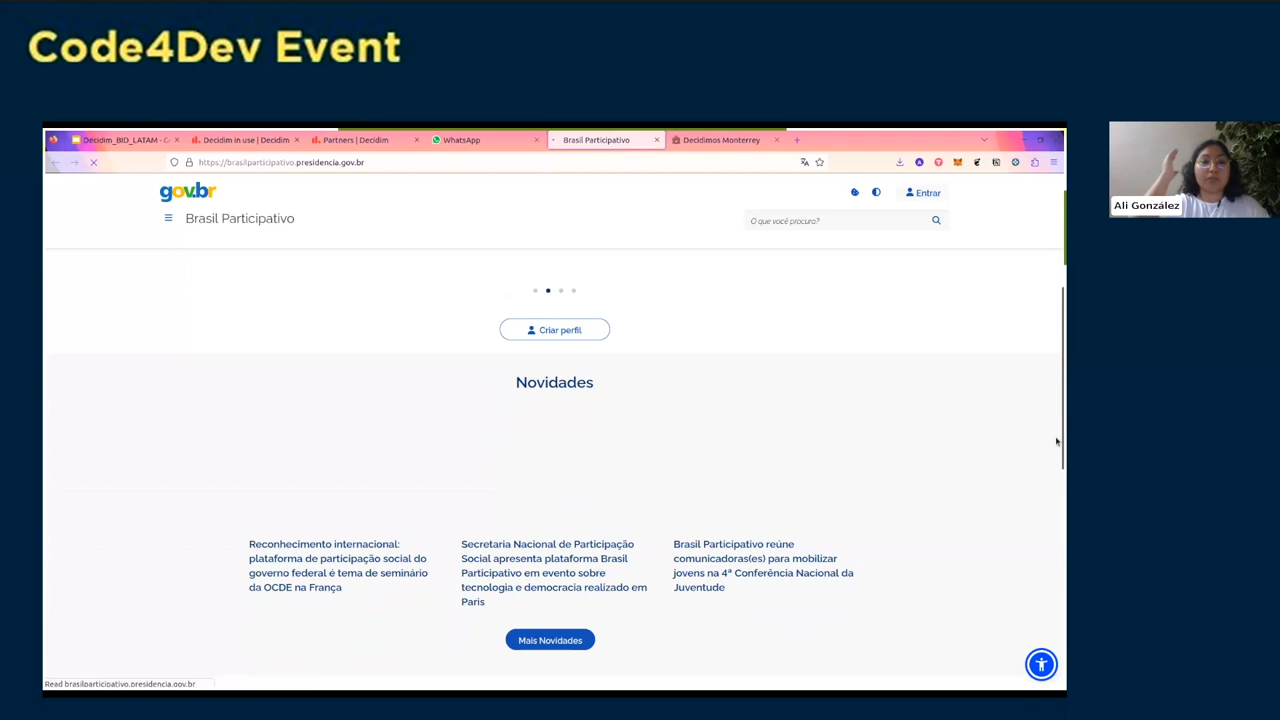 Code4Dev Event
Decidim_BID_LATAM - C
Decidim in use | Decidim
Partners | Decidim
WhatsApp
Brasil Participativo
Decidimos Monterrey
https://brasilparticipativo.presidencia.gov.br
gov.br
Entrar
Brasil Participativo
O que você procura?
Ali González
Criar perfil
Novidades
Reconhecimento internacional:
plataforma de participação social do
governo federal é tema de seminário
da OCDE na França
Secretaria Nacional de Participação
Social apresenta plataforma Brasil
Participativo em evento sobre
tecnologia e democracia realizado em
Paris
Brasil Participativo reúne
comunicadoras(es) para mobilizar
jovens na 4ª Conferência Nacional da
Juventude
Mais Novidades
Read brasilparticipativo.presidencia.gov.br